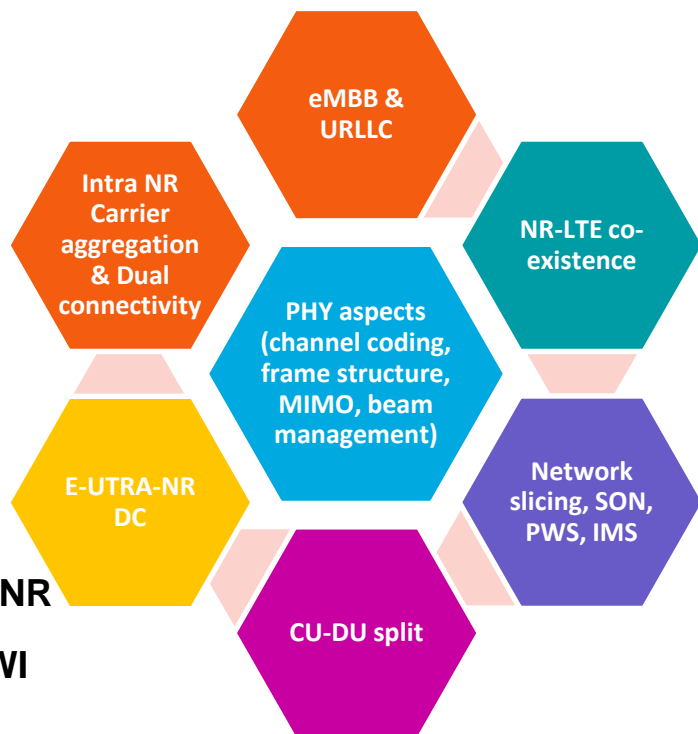 eMBB &
URLLC
Intra NR
Carrier
aggregation
& Dual
connectivity
NR-LTE co-
existence
PHY aspects
(channel coding,
frame structure,
MIMO, beam
management)
E-UTRA-NR
DC
Network
slicing, SON,
PWS, IMS
CU-DU split
NR
WI